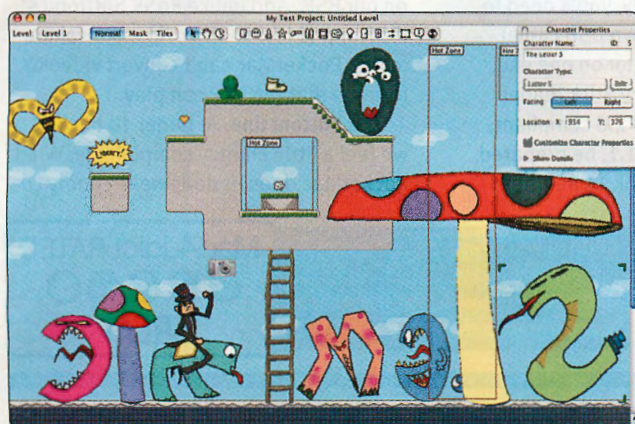 My Test Project: Untitled Level
Level: Level 1 Normal Mask Tiles
Character Properties
Character Name: ID: 5
The Letter S
Character Type:
Letter S Edit
Facing Left Right
Location X: 914 Y: 376
Customize Character Properties
Show Details
Hot Zone
Hot Zone
LIBERTY!